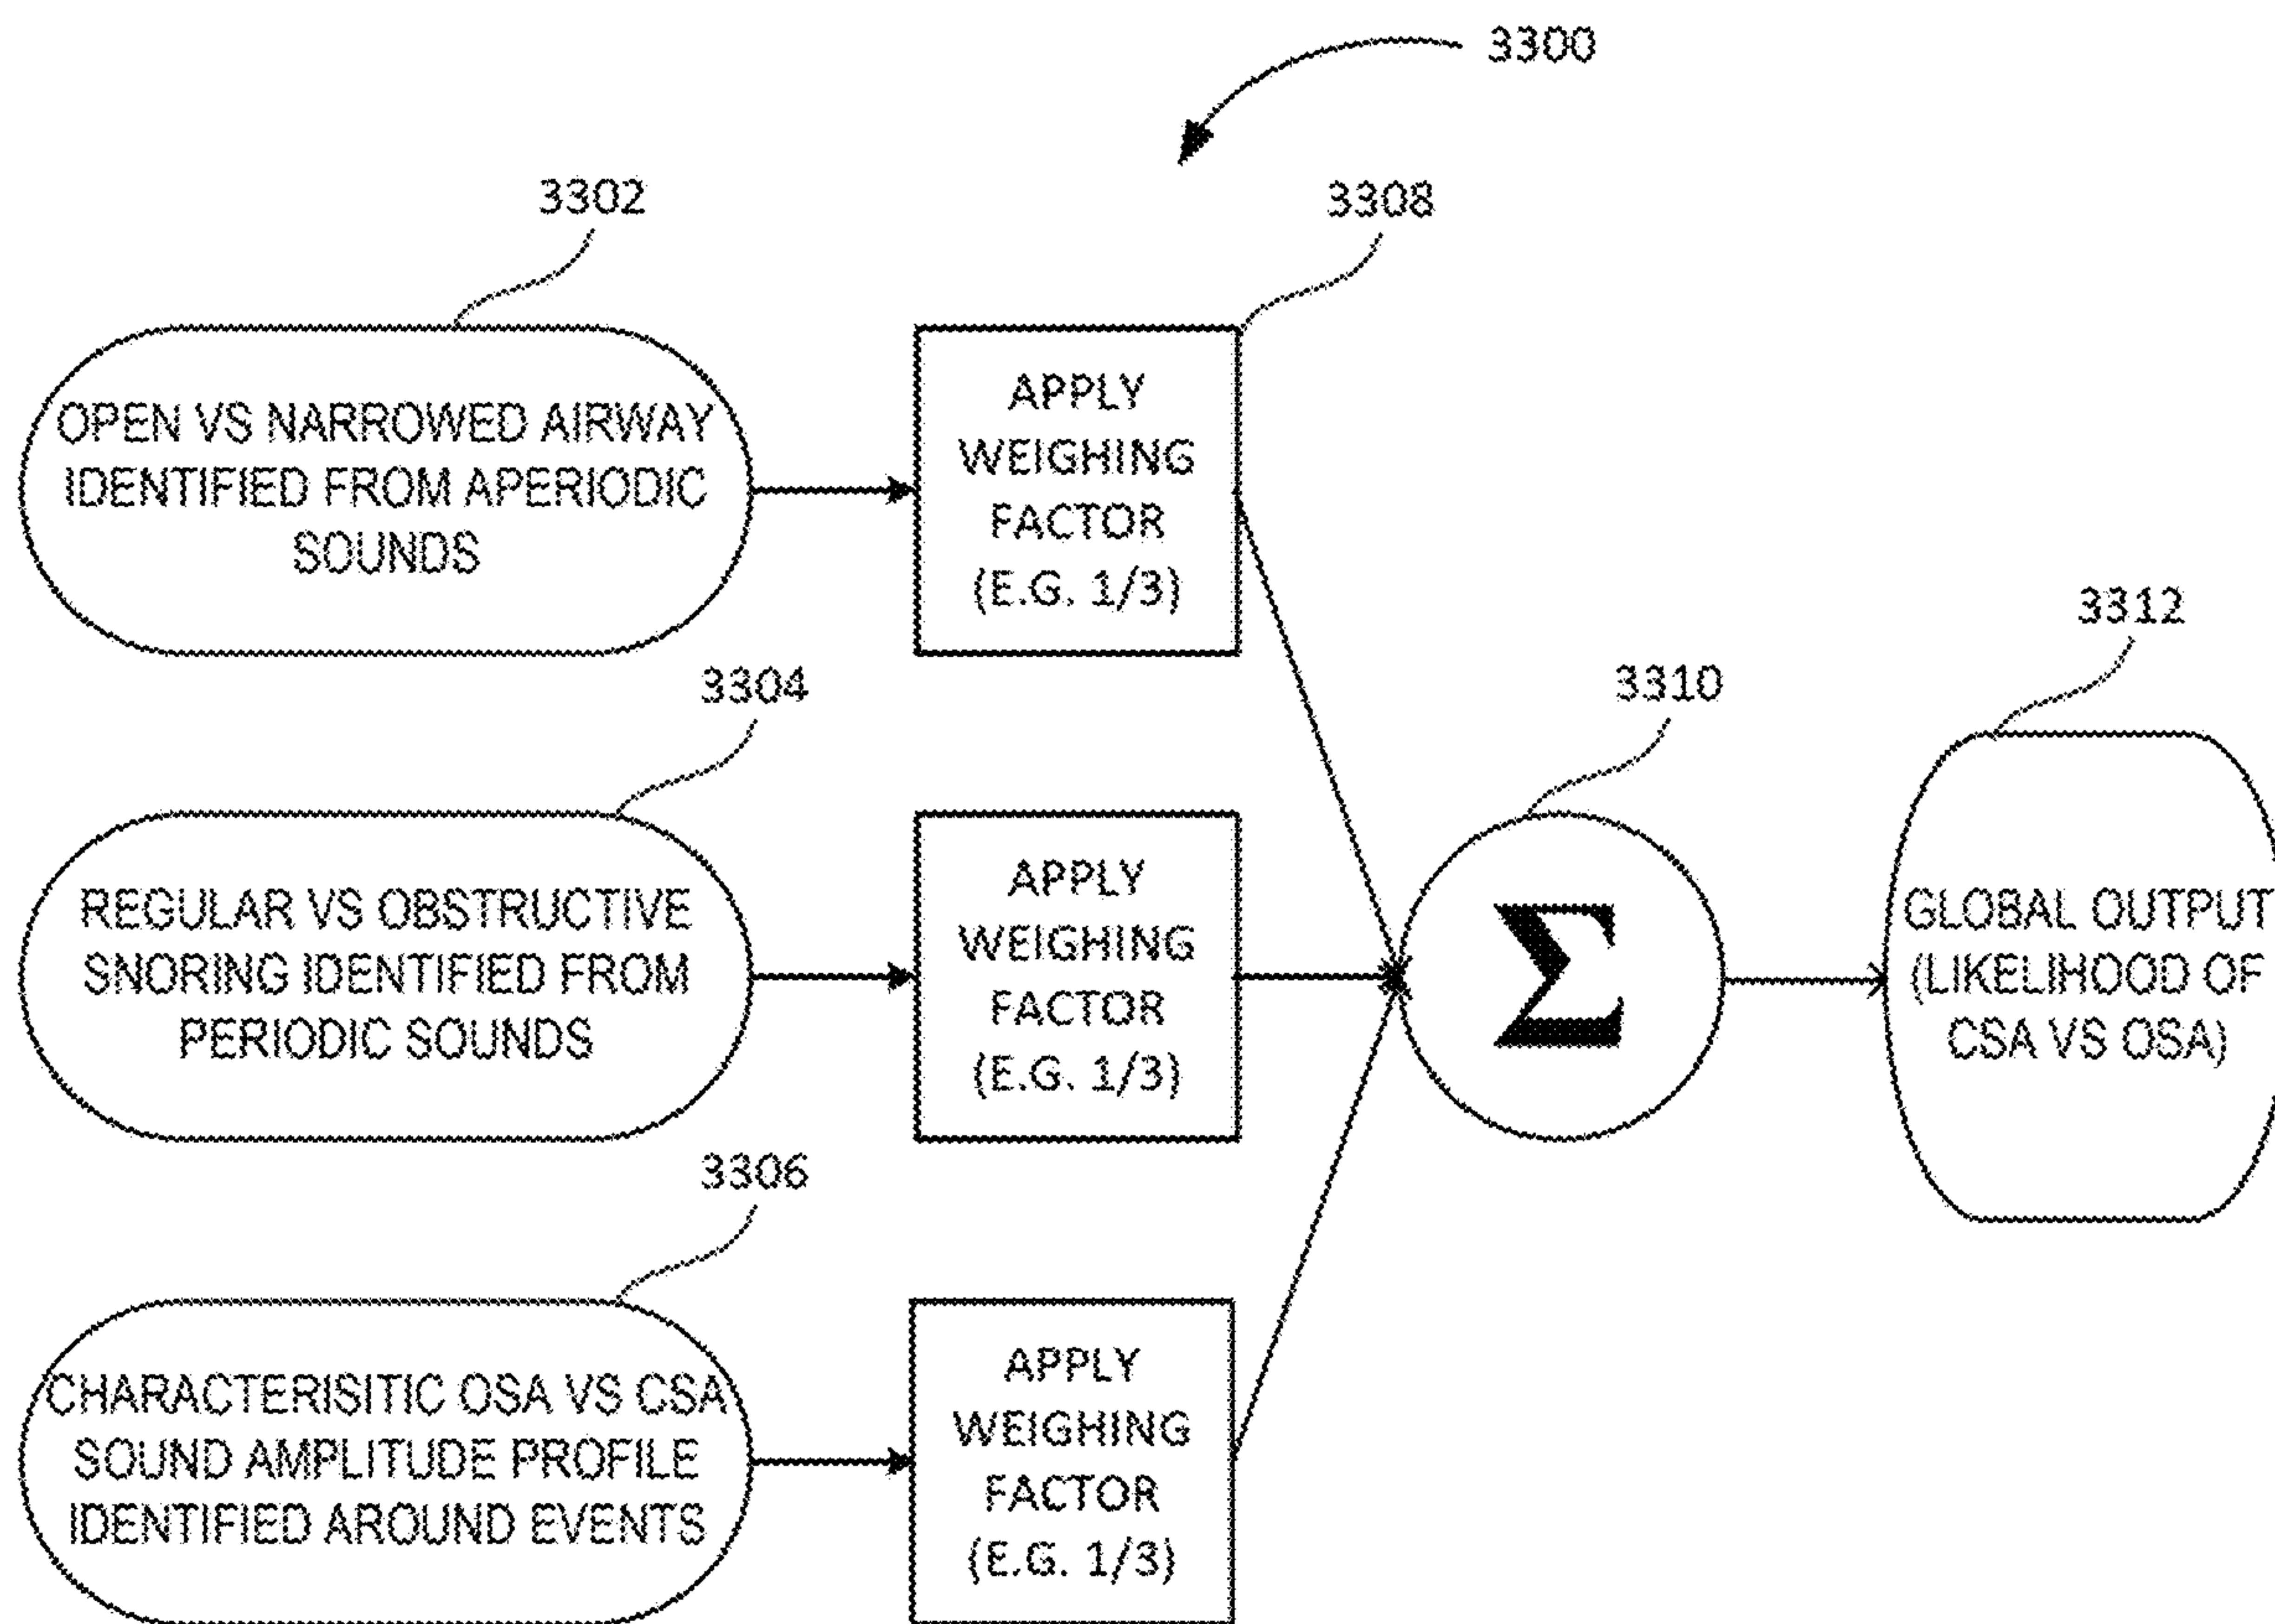 3300
3302
3308
OPEN VS NARROWED AIRWAY
IDENTIFIED FROM APERIODIC
SOUNDS
APPLY
WEIGHING
FACTOR
(E.G. 1/3)
3304
3310
3312
REGULAR VS OBSTRUCTIVE
SNORING IDENTIFIED FROM
PERIODIC SOUNDS
APPLY
WEIGHING
FACTOR
(E.G. 1/3)
Σ
GLOBAL OUTPUT
(LIKELIHOOD OF
CSA VS OSA)
3306
CHARACTERISITIC OSA VS CSA
SOUND AMPLITUDE PROFILE
IDENTIFIED AROUND EVENTS
APPLY
WEIGHING
FACTOR
(E.G. 1/3)